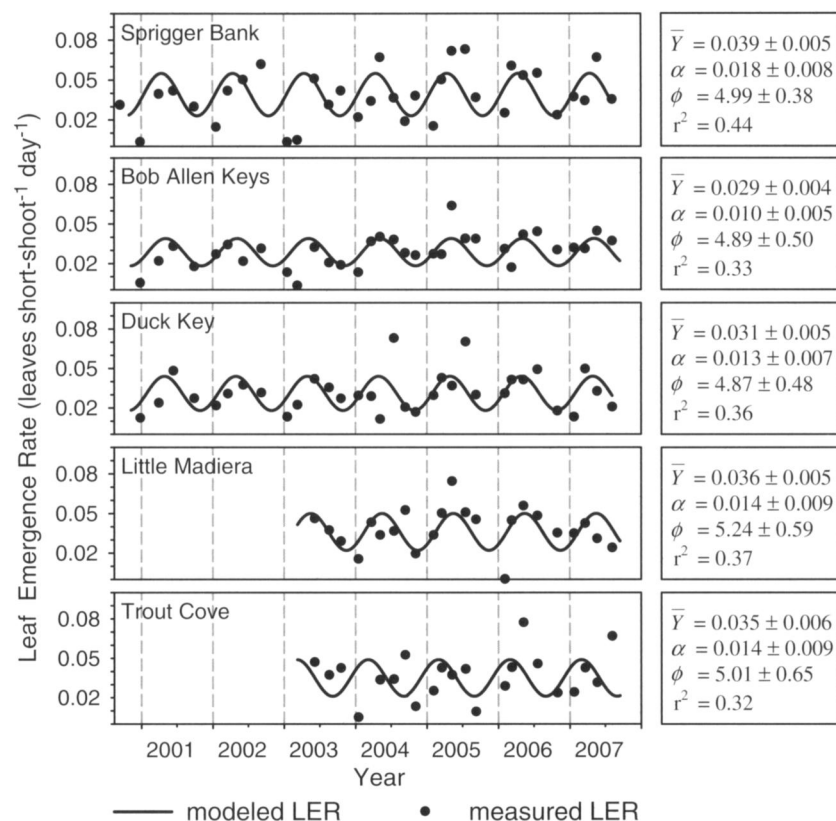 Leaf Emergence Rate (leaves short-shoot⁻¹ day⁻¹)
Sprigger Bank
0.08
0.05
0.02
Y̅ = 0.039 ± 0.005
α = 0.018 ± 0.008
ϕ = 4.99 ± 0.38
r² = 0.44
Bob Allen Keys
0.08
0.05
0.02
Y̅ = 0.029 ± 0.004
α = 0.010 ± 0.005
ϕ = 4.89 ± 0.50
r² = 0.33
Duck Key
0.08
0.05
0.02
Y̅ = 0.031 ± 0.005
α = 0.013 ± 0.007
ϕ = 4.87 ± 0.48
r² = 0.36
Little Madiera
0.08
0.05
0.02
Y̅ = 0.036 ± 0.005
α = 0.014 ± 0.009
ϕ = 5.24 ± 0.59
r² = 0.37
Trout Cove
0.08
0.05
0.02
Y̅ = 0.035 ± 0.006
α = 0.014 ± 0.009
ϕ = 5.01 ± 0.65
r² = 0.32
2001 2002 2003 2004 2005 2006 2007
Year
modeled LER measured LER